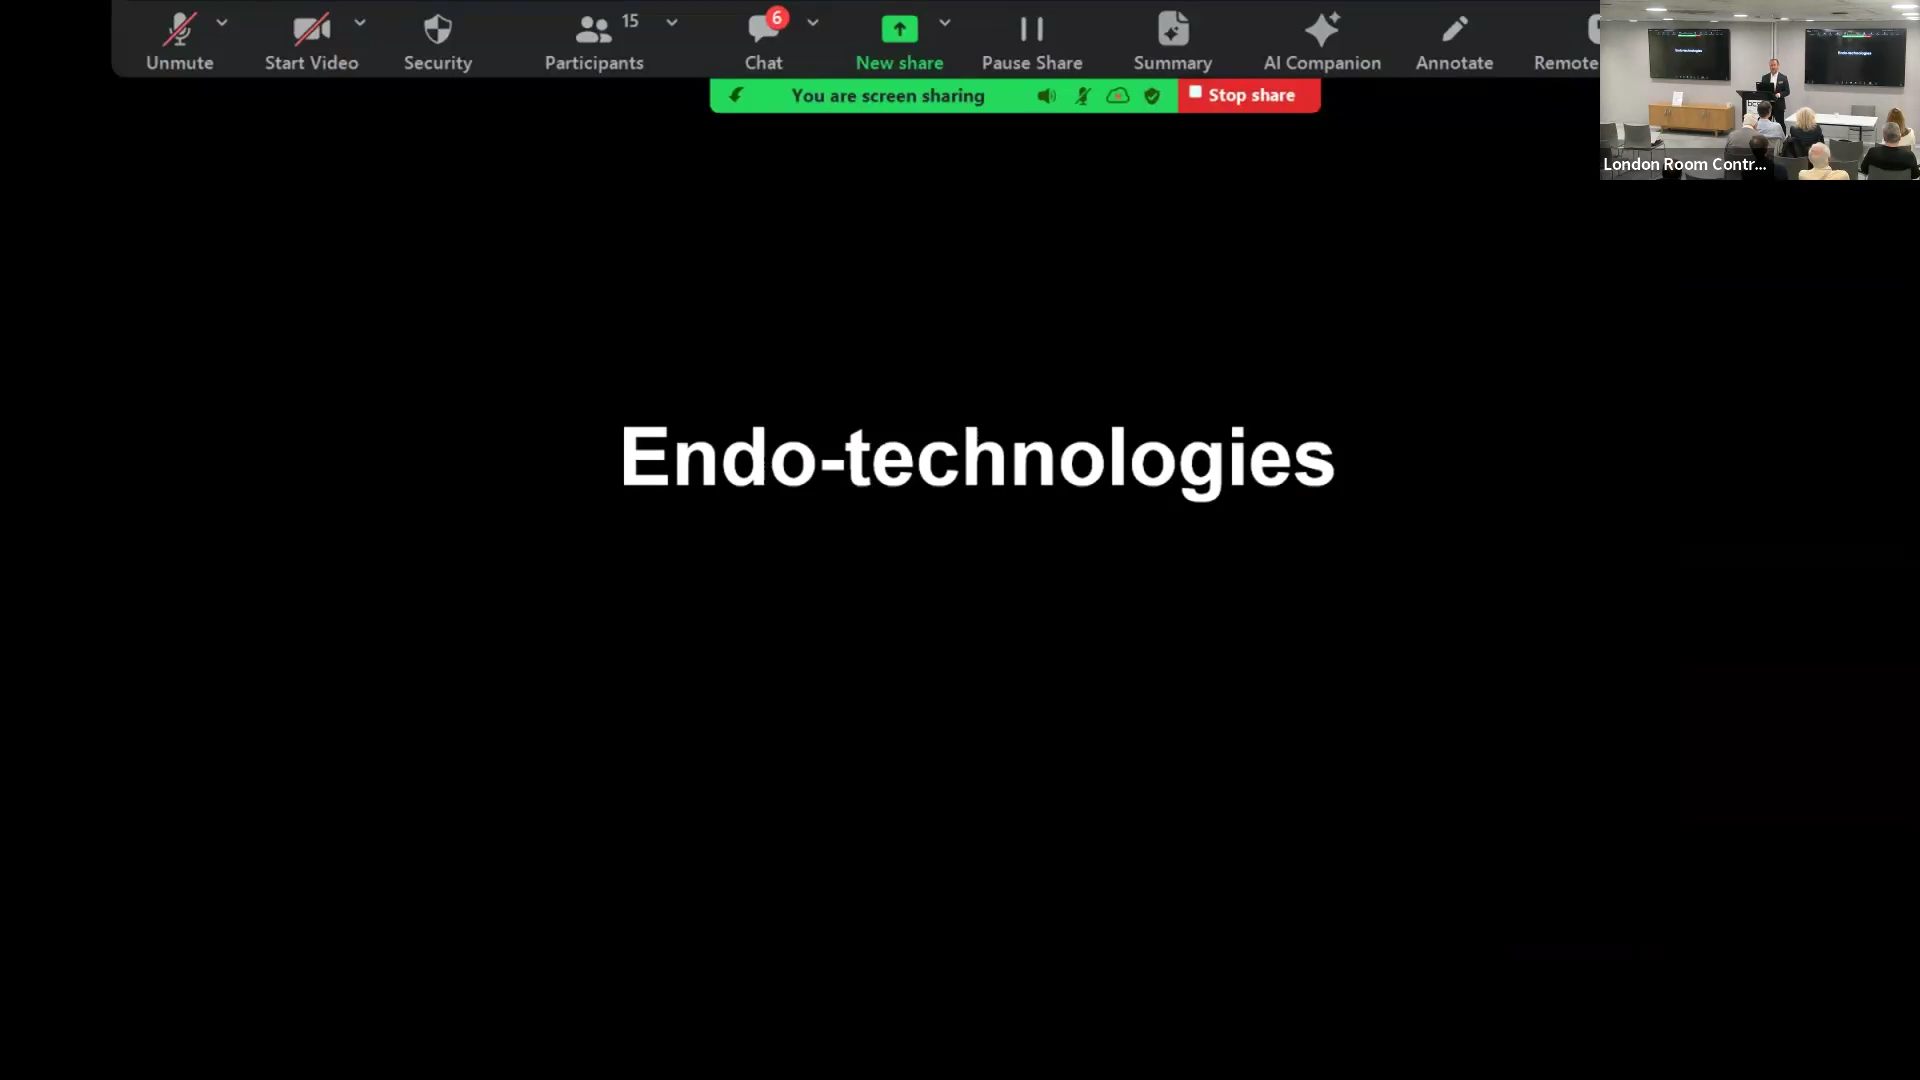 Unmute
Start Video
Security
15
Participants
6
Chat
New share
Pause Share
Summary
AI Companion
Annotate
Remote
You are screen sharing
Stop share
London Room Contr...
Endo-technologies